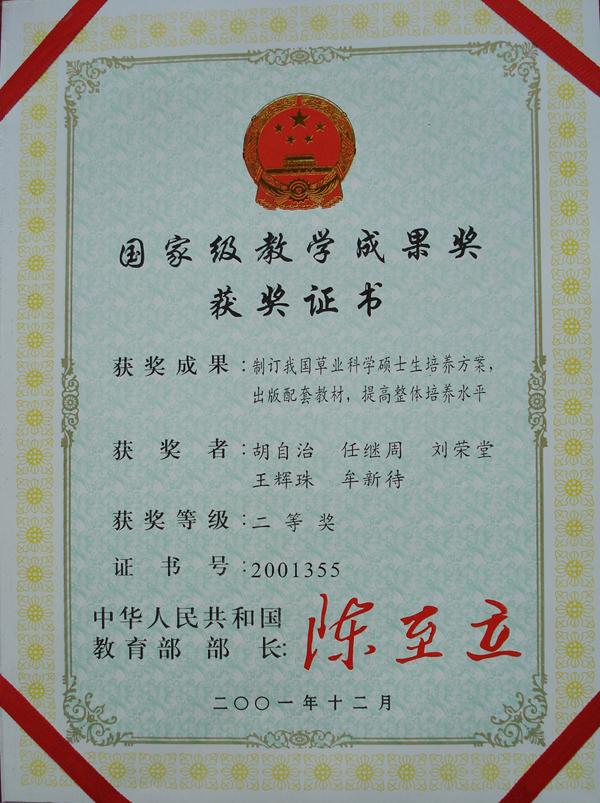 国家级教学成果奖
获奖证书
获奖成果:制订我国草业科学硕士生培养方案,
出版配套教材,提高整体培养水平
获奖者:胡自治 任继周 刘荣堂
王辉珠 牟新待
获奖等级:二等奖
证书号:2001355
中华人民共和国
教育部部长:陈至立
二〇〇一年十二月